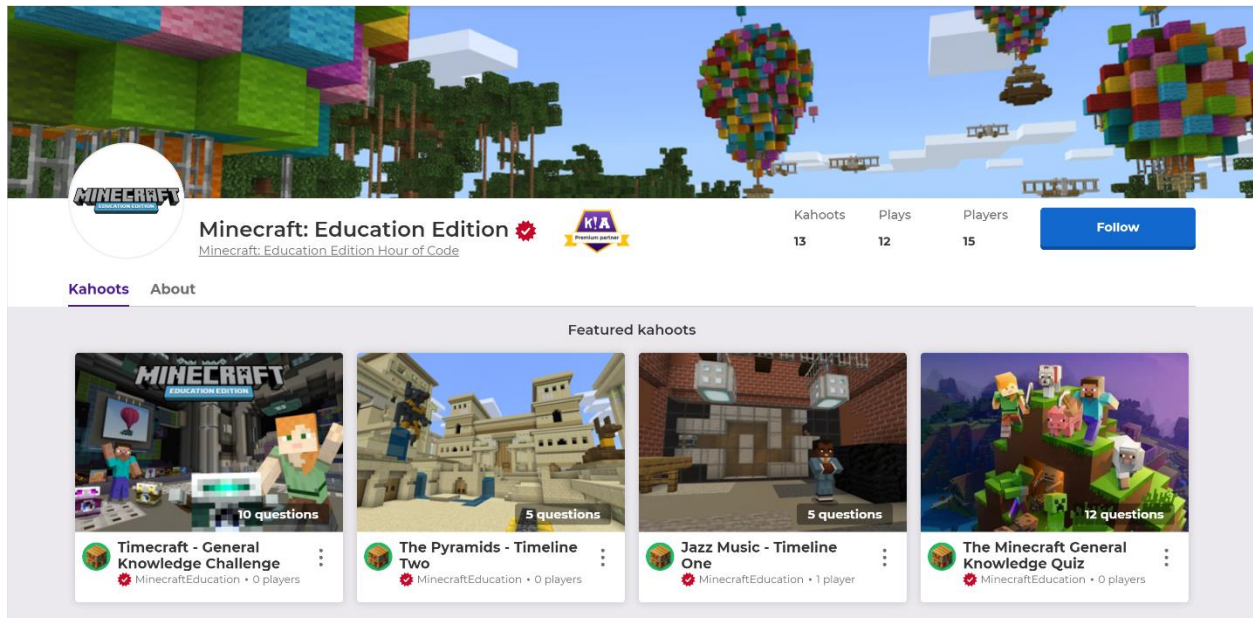 MINECRAFT
EDUCATION EDITION
Minecraft: Education Edition
Minecraft: Education Edition Hour of Code
K!A
Premium partner
Kahoots Plays Players
13 12 15
Follow
Kahoots About
Featured kahoots
MINECRAFT
EDUCATION EDITION
10 questions
Timecraft - General
Knowledge Challenge
MinecraftEducation • 0 players
5 questions
The Pyramids - Timeline
Two
MinecraftEducation • 0 players
5 questions
Jazz Music - Timeline
One
MinecraftEducation • 1 player
12 questions
The Minecraft General
Knowledge Quiz
MinecraftEducation • 0 players